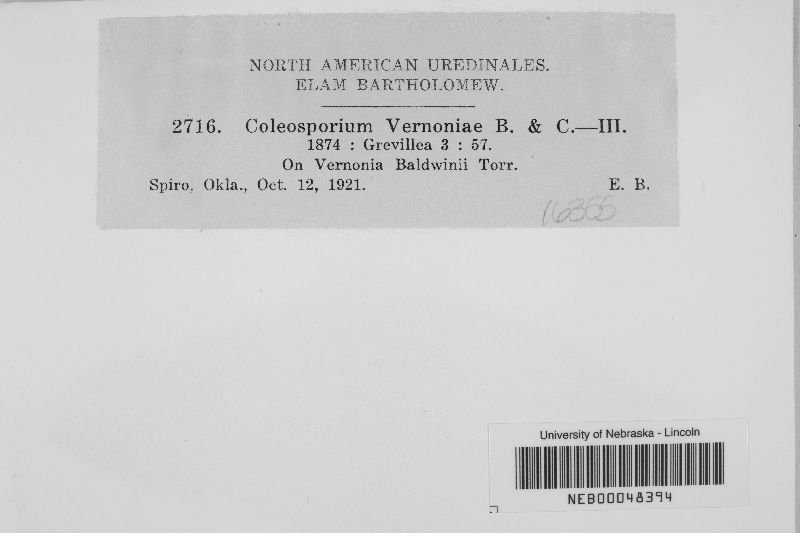 NORTH AMERICAN UREDINALES.
ELAM BARTHOLOMEW.
2716. Coleosporium Vernoniae B. & C.—III.
1874 : Grevillea 3 : 57.
On Vernonia Baldwinii Torr.
Spiro, Okla., Oct. 12, 1921. E. B.
16355
University of Nebraska - Lincoln
NEB00048394